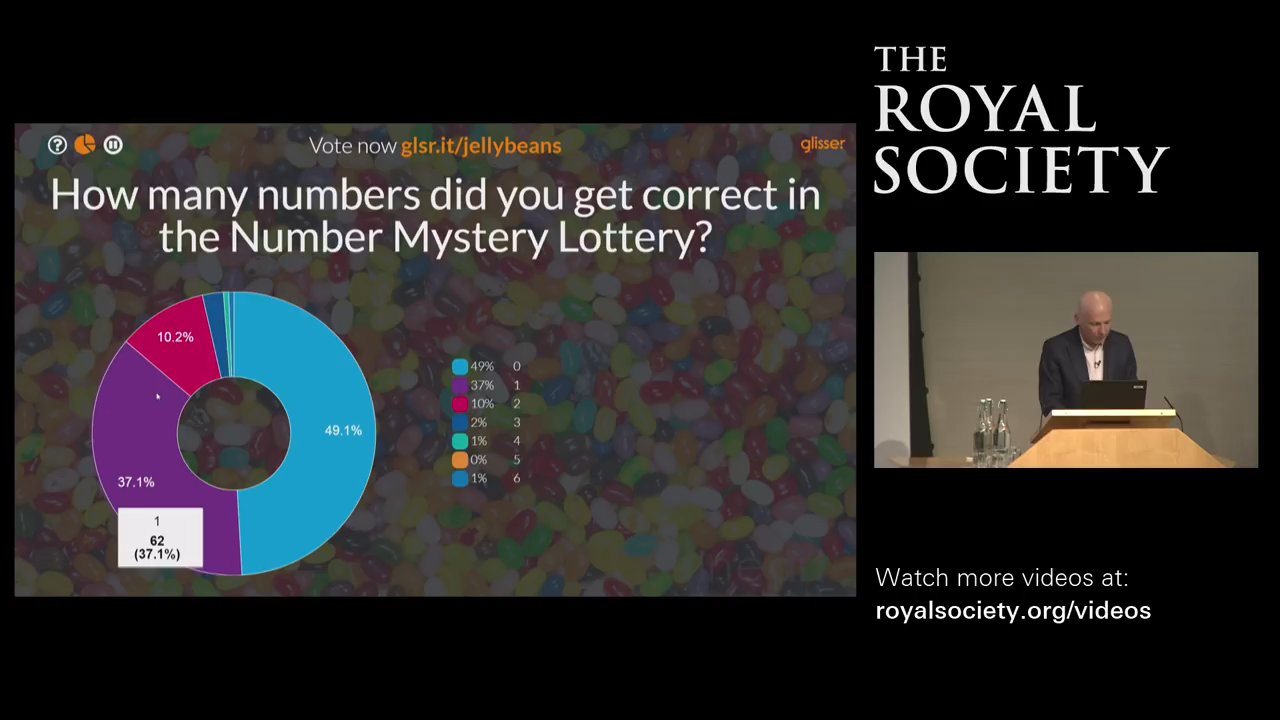 Vote now glsr.it/jellybeans
glisser
How many numbers did you get correct in
the Number Mystery Lottery?
10.2%
49.1%
37.1%
1
62
(37.1%)
49% 0
37% 1
10% 2
2% 3
1% 4
0% 5
1% 6
THE
ROYAL
SOCIETY
Watch more videos at:
royalsociety.org/videos